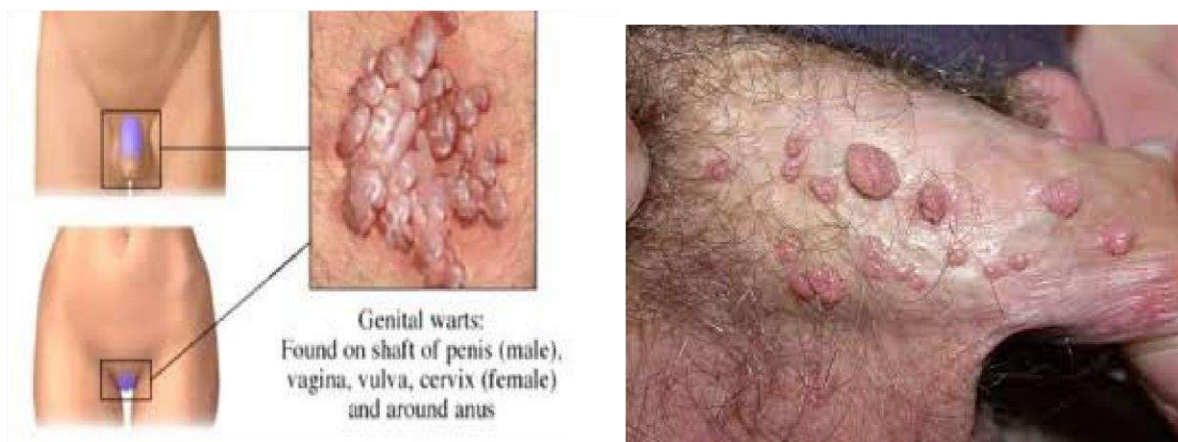 Genital warts:
Found on shaft of penis (male),
vagina, vulva, cervix (female)
and around anus